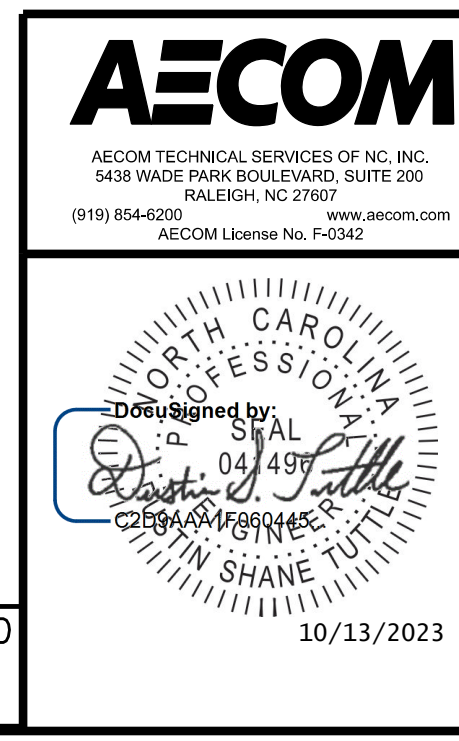 AECOM
AECOM TECHNICAL SERVICES OF NC, INC.
5438 WADE PARK BOULEVARD, SUITE 200
RALEIGH, NC 27607
(919) 854-6200 www.aecom.com
AECOM License No. F-0342
NORTH CAROLINA
PROFESSIONAL
DocuSigned by:
SEAL
041496
Dustin S. Tuttle
C2D9AAA1F060445...
ENGINEER
SHANE TUTTLE
10/13/2023